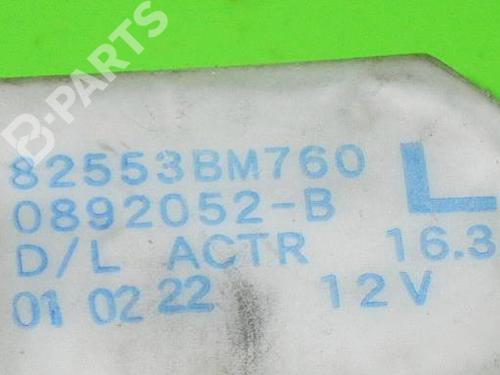 B-PARTS
82553BM760
0892052-B
L
D/L ACTR 16.3
01 02 22 12V